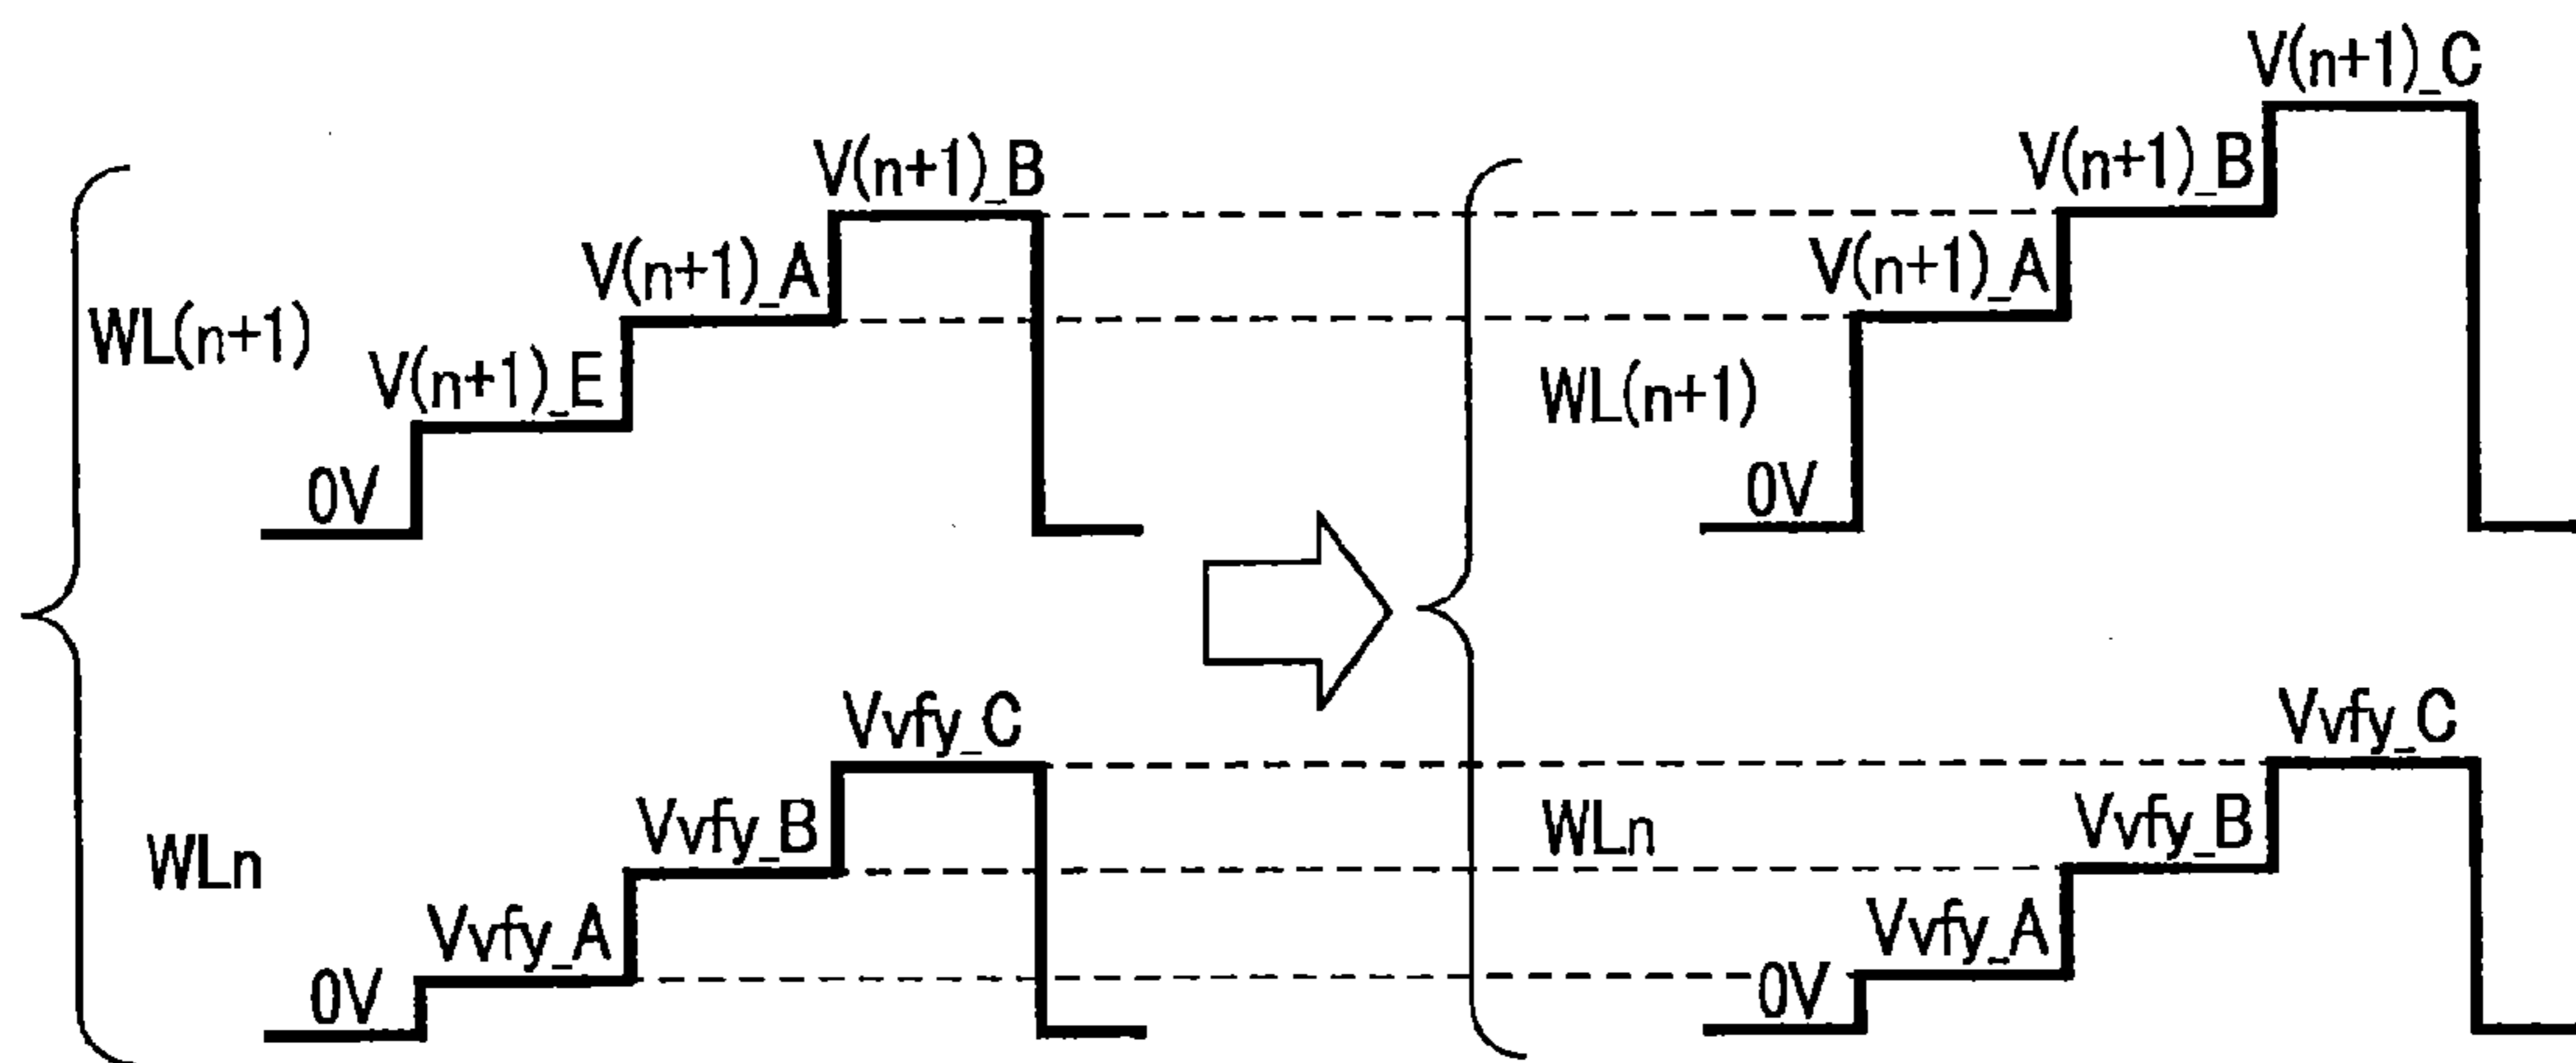 V(n+1)_B
V(n+1)_A
WL(n+1)
V(n+1)_E
0V
Vvfy_C
Vvfy_B
WLn
Vvfy_A
0V
V(n+1)_C
V(n+1)_B
V(n+1)_A
WL(n+1)
0V
Vvfy_C
Vvfy_B
WLn
Vvfy_A
0V